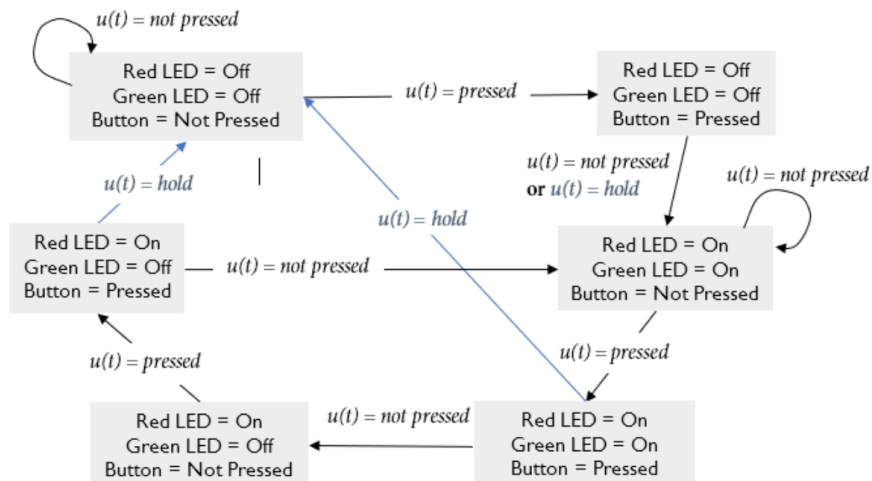 u(t) = not pressed
Red LED = Off
Green LED = Off
Button = Not Pressed
u(t) = pressed
Red LED = Off
Green LED = Off
Button = Pressed
u(t) = not pressed
or u(t) = hold
u(t) = not pressed
u(t) = hold
u(t) = hold
Red LED = On
Green LED = Off
Button = Pressed
u(t) = not pressed
Red LED = On
Green LED = On
Button = Not Pressed
u(t) = pressed
u(t) = pressed
Red LED = On
Green LED = Off
Button = Not Pressed
u(t) = not pressed
Red LED = On
Green LED = On
Button = Pressed